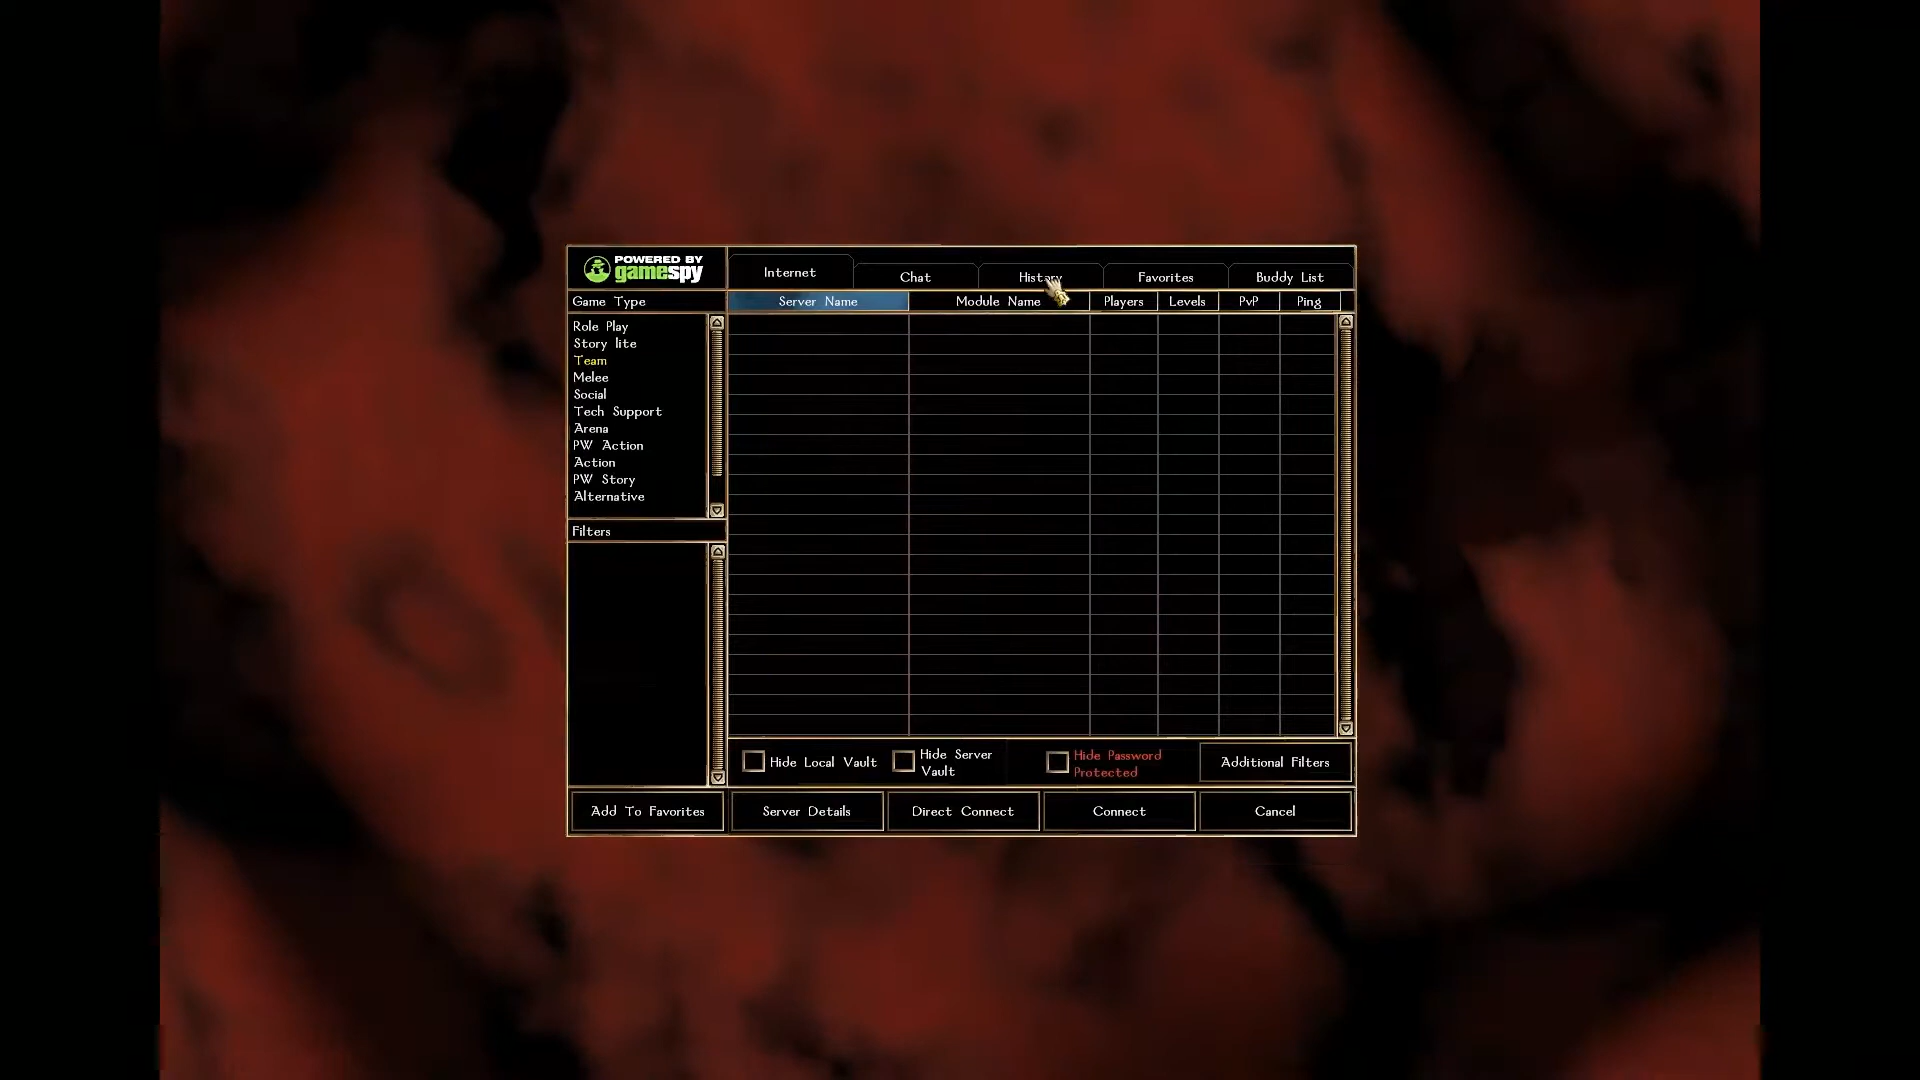 POWERED BY
gamespy
Internet
Chat
History
Favorites
Buddy List
Game Type
Server Name
Module Name
Players
Levels
PvP
Ping
Role Play
Story lite
Team
Melee
Social
Tech Support
Arena
PW Action
Action
PW Story
Alternative
Filters
Hide Local Vault
Hide Server
Vault
Hide Password
Protected
Additional Filters
Add To Favorites
Server Details
Direct Connect
Connect
Cancel